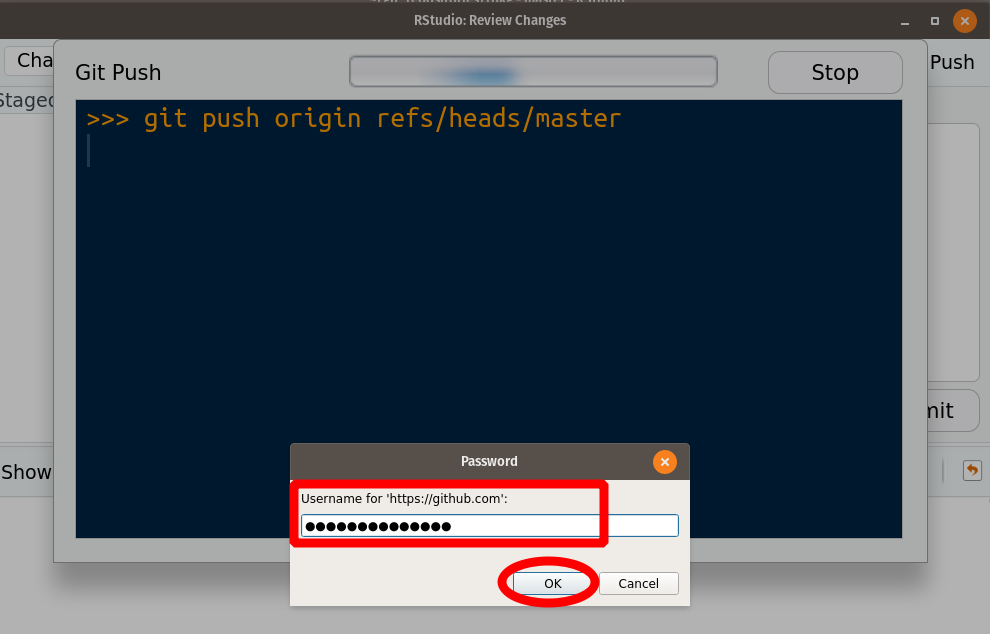 RStudio: Review Changes
Cha
Git Push
Stop
Push
Staged
>>> git push origin refs/heads/master
mit
Show
Password
Username for 'https://github.com':
●●●●●●●●●●●●●●
OK
Cancel